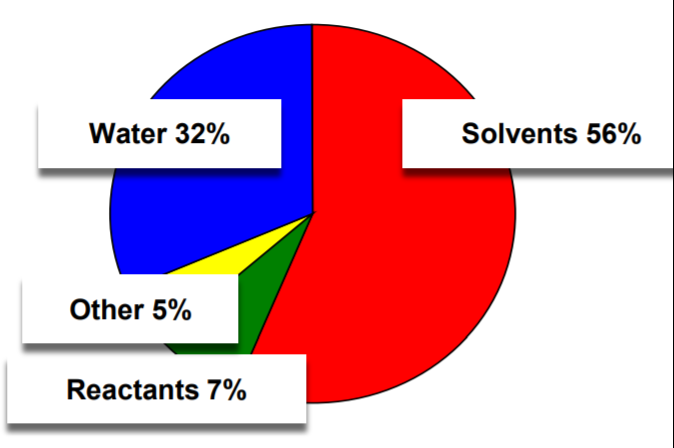 Water 32%
Solvents 56%
Other 5%
Reactants 7%